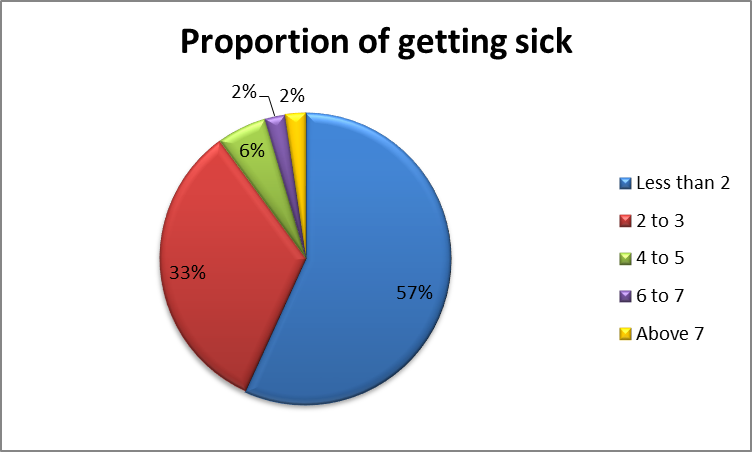 Proportion of getting sick
2%
2%
6%
33%
57%
Less than 2
2 to 3
4 to 5
6 to 7
Above 7